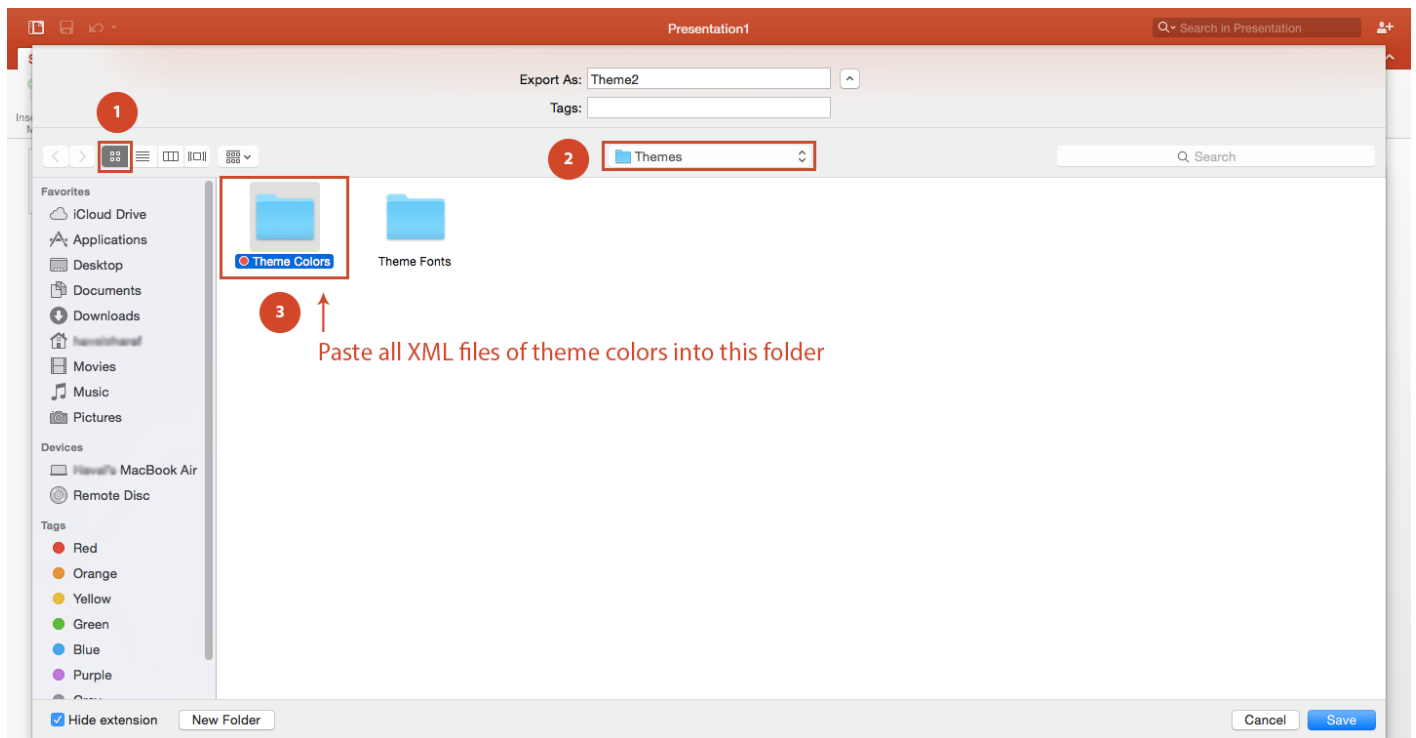 Presentation1
Search in Presentation
Export As: Theme2
Tags:
1
2
Themes
Search
Favorites
iCloud Drive
Applications
Desktop
Documents
Downloads
Movies
Music
Pictures
Devices
MacBook Air
Remote Disc
Tags
Red
Orange
Yellow
Green
Blue
Purple
Theme Colors
Theme Fonts
3
Paste all XML files of theme colors into this folder
Hide extension
New Folder
Cancel
Save